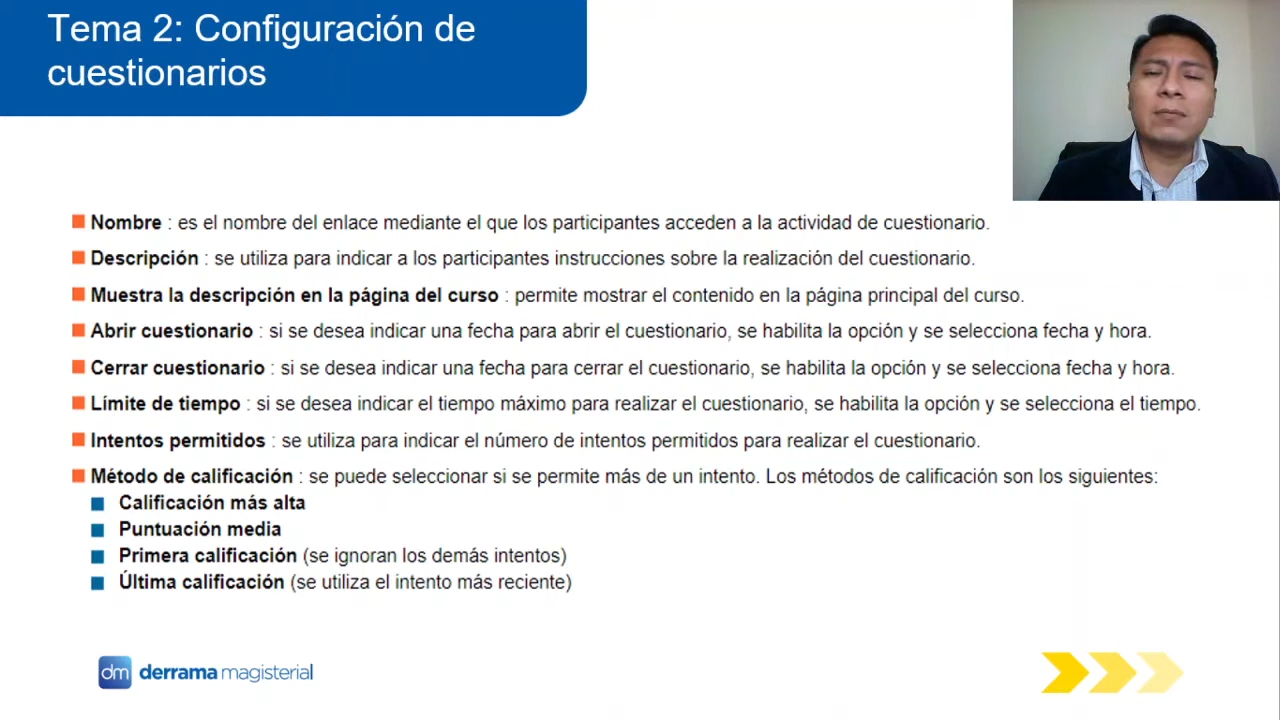 Tema 2: Configuración de
cuestionarios
Nombre : es el nombre del enlace mediante el que los participantes acceden a la actividad de cuestionario.
Descripción : se utiliza para indicar a los participantes instrucciones sobre la realización del cuestionario.
Muestra la descripción en la página del curso : permite mostrar el contenido en la página principal del curso.
Abrir cuestionario : si se desea indicar una fecha para abrir el cuestionario, se habilita la opción y se selecciona fecha y hora.
Cerrar cuestionario : si se desea indicar una fecha para cerrar el cuestionario, se habilita la opción y se selecciona fecha y hora.
Límite de tiempo : si se desea indicar el tiempo máximo para realizar el cuestionario, se habilita la opción y se selecciona el tiempo.
Intentos permitidos : se utiliza para indicar el número de intentos permitidos para realizar el cuestionario.
Método de calificación : se puede seleccionar si se permite más de un intento. Los métodos de calificación son los siguientes:
Calificación más alta
Puntuación media
Primera calificación (se ignoran los demás intentos)
Última calificación (se utiliza el intento más reciente)
dm derrama magisterial